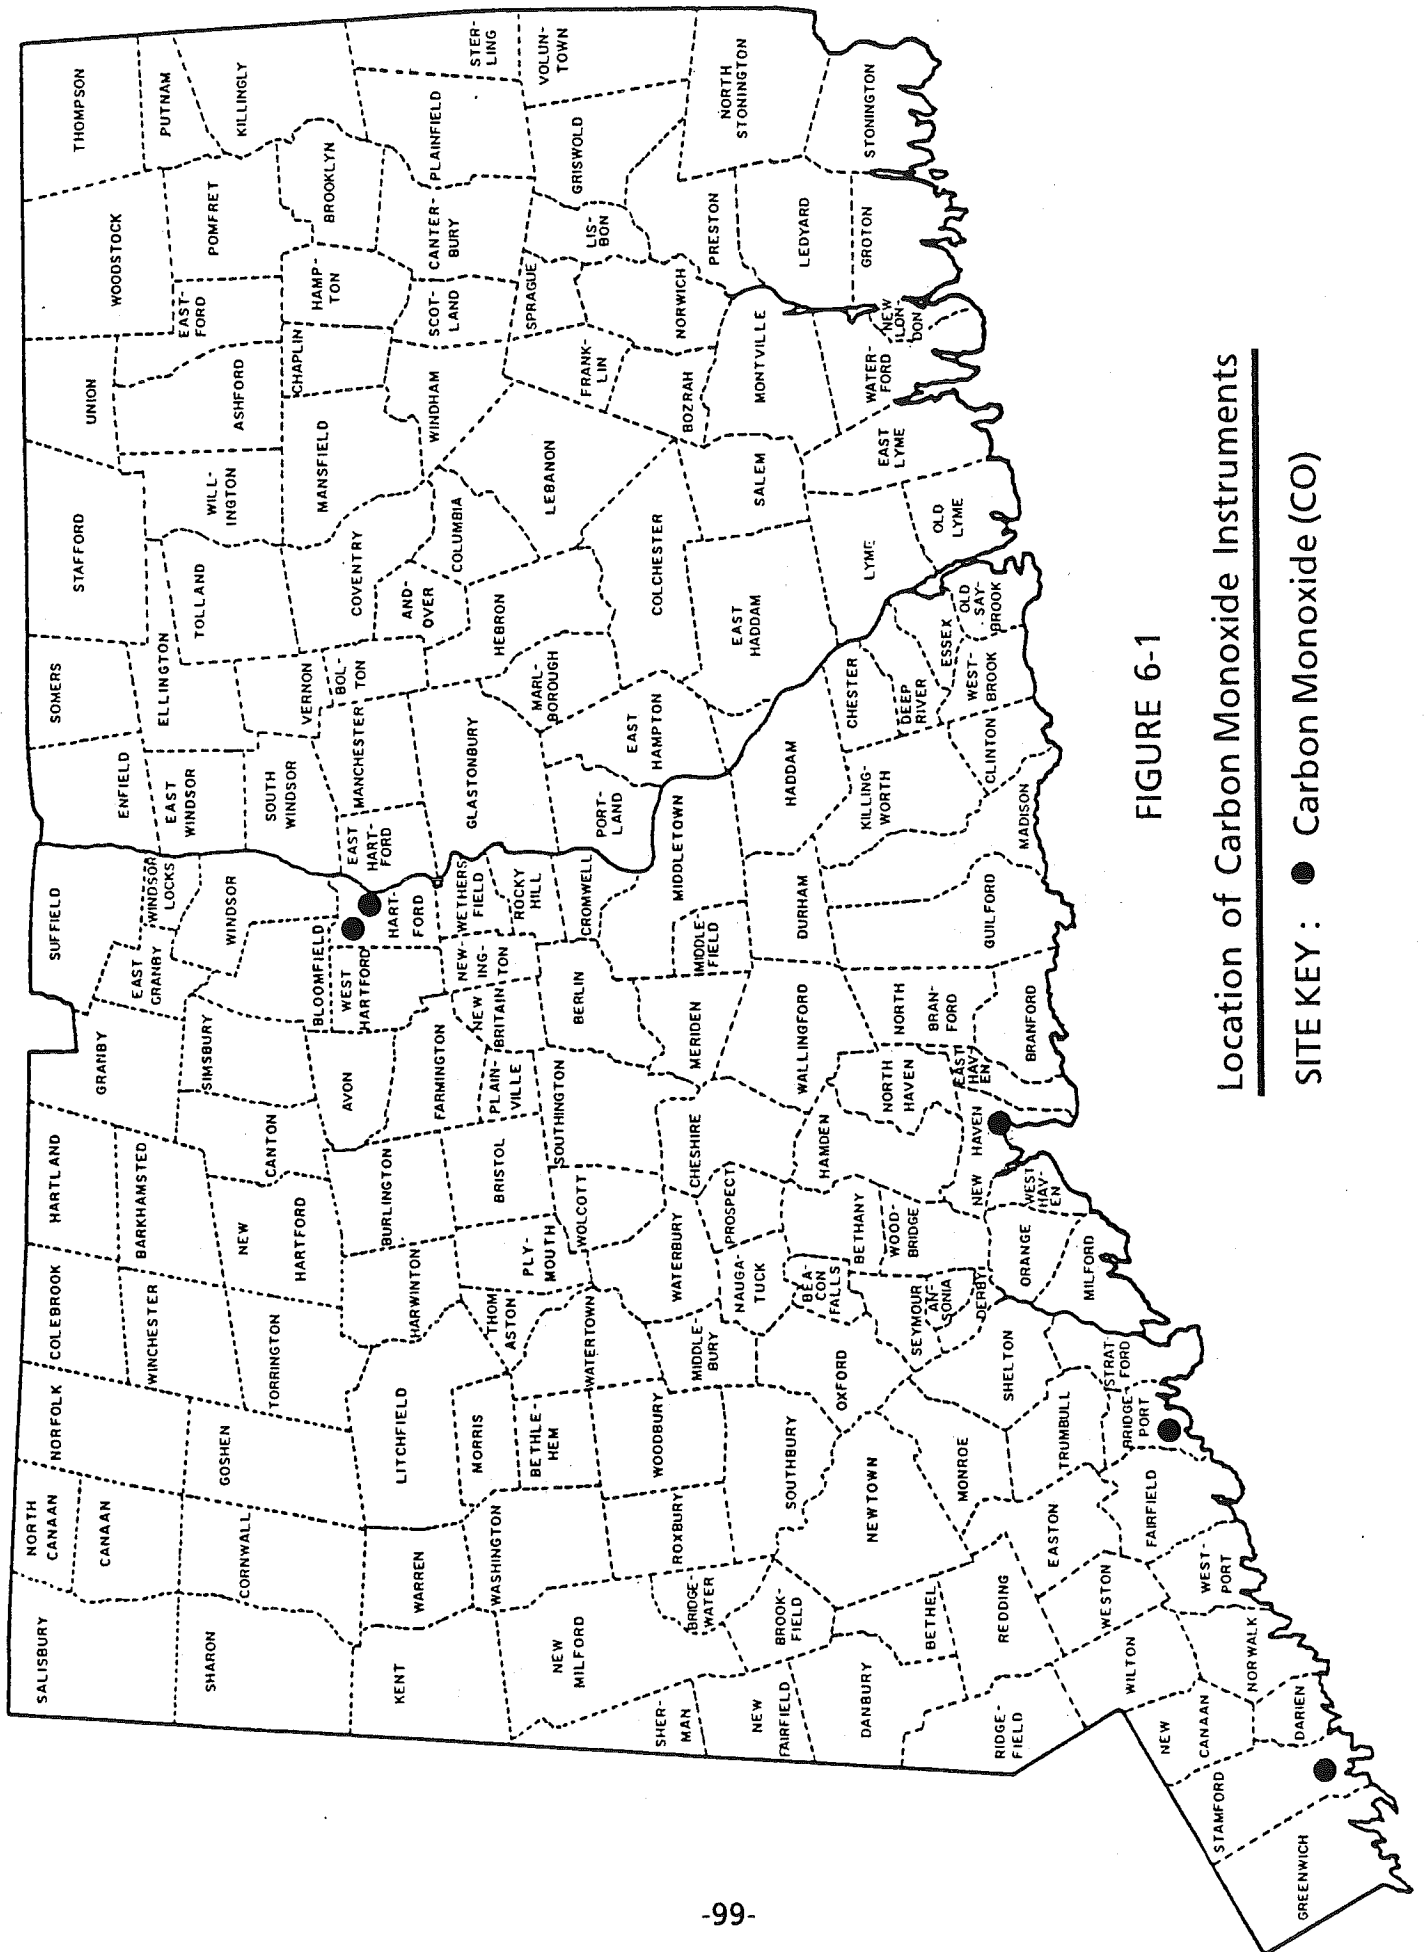 SALISBURY
NORTH
CANAAN
CANAAN
NORFOLK
COLEBROOK
HARTLAND
GRANBY
SUFFIELD
ENFIELD
SOMERS
STAFFORD
UNION
WOODSTOCK
THOMPSON
SHARON
CORNWALL
GOSHEN
WINCHESTER
TORRINGTON
BARKHAMSTED
NEW
HARTFORD
CANTON
SIMSBURY
EAST
GRANBY
WINDSOR
LOCKS
WINDSOR
BLOOMFIELD
EAST
WINDSOR
SOUTH
WINDSOR
ELLINGTON
TOLLAND
VERNON
WILL-
INGTON
ASHFORD
EAST-
FORD
POMFRET
PUTNAM
KILLINGLY
KENT
WARREN
LITCHFIELD
HARWINTON
BURLINGTON
AVON
FARMINGTON
WEST
HARTFORD
HART-
FORD
EAST
HART-
FORD
MANCHESTER
BOL-
TON
COVENTRY
AND-
OVER
MANSFIELD
CHAPLIN
HAMP-
TON
BROOKLYN
WINDHAM
SCOT-
LAND
CANTER-
BURY
PLAINFIELD
STER-
LING
NEW
MILFORD
WASHINGTON
MORRIS
BETHLE-
HEM
THOM
ASTON
WATERTOWN
PLY-
MOUTH
BRISTOL
PLAIN-
VILLE
NEW
BRITAIN
NEW-
ING-
TON
WETHERS
FIELD
ROCKY
HILL
GLASTONBURY
MARL-
BOROUGH
HEBRON
COLUMBIA
LEBANON
FRANK-
LIN
SPRAGUE
LIS-
BON
GRISWOLD
VOLUN-
TOWN
SHER-
MAN
BRIDGE-
WATER
ROXBURY
WOODBURY
MIDDLE-
BURY
WATERBURY
WOLCOTT
SOUTHINGTON
BERLIN
CROMWELL
PORT-
LAND
EAST
HAMPTON
COLCHESTER
BOZRAH
NORWICH
PRESTON
NORTH
STONINGTON
NEW
FAIRFIELD
BROOK-
FIELD
SOUTHBURY
OXFORD
NAUGA-
TUCK
PROSPECT
CHESHIRE
MERIDEN
MIDDLE
FIELD
MIDDLETOWN
HADDAM
EAST
HADDAM
SALEM
MONTVILLE
LEDYARD
DANBURY
BETHEL
NEWTOWN
MONROE
SEYMOUR
BEA-
CON
FALLS
BETHANY
WOOD-
BRIDGE
HAMDEN
WALLINGFORD
NORTH
HAVEN
DURHAM
KILLING-
WORTH
CHESTER
DEEP
RIVER
ESSEX
LYME
EAST
LYME
WATER-
FORD
NEW
LON
DON
GROTON
STONINGTON
RIDGE-
FIELD
REDDING
EASTON
TRUMBULL
SHELTON
AN-
SONIA
DERBY
ORANGE
NEW HAVEN
WEST
HAV-
EN
EAST
HAV-
EN
NORTH
BRAN-
FORD
BRANFORD
GUILFORD
MADISON
CLINTON
WEST-
BROOK
OLD
SAY-
BROOK
OLD
LYME
WILTON
WESTON
FAIRFIELD
BRIDGE-
PORT
STRAT-
FORD
MILFORD
NEW
CANAAN
NORWALK
WEST-
PORT
DARIEN
STAMFORD
GREENWICH
FIGURE 6-1
Location of Carbon Monoxide Instruments
SITE KEY : ● Carbon Monoxide (CO)
-99-